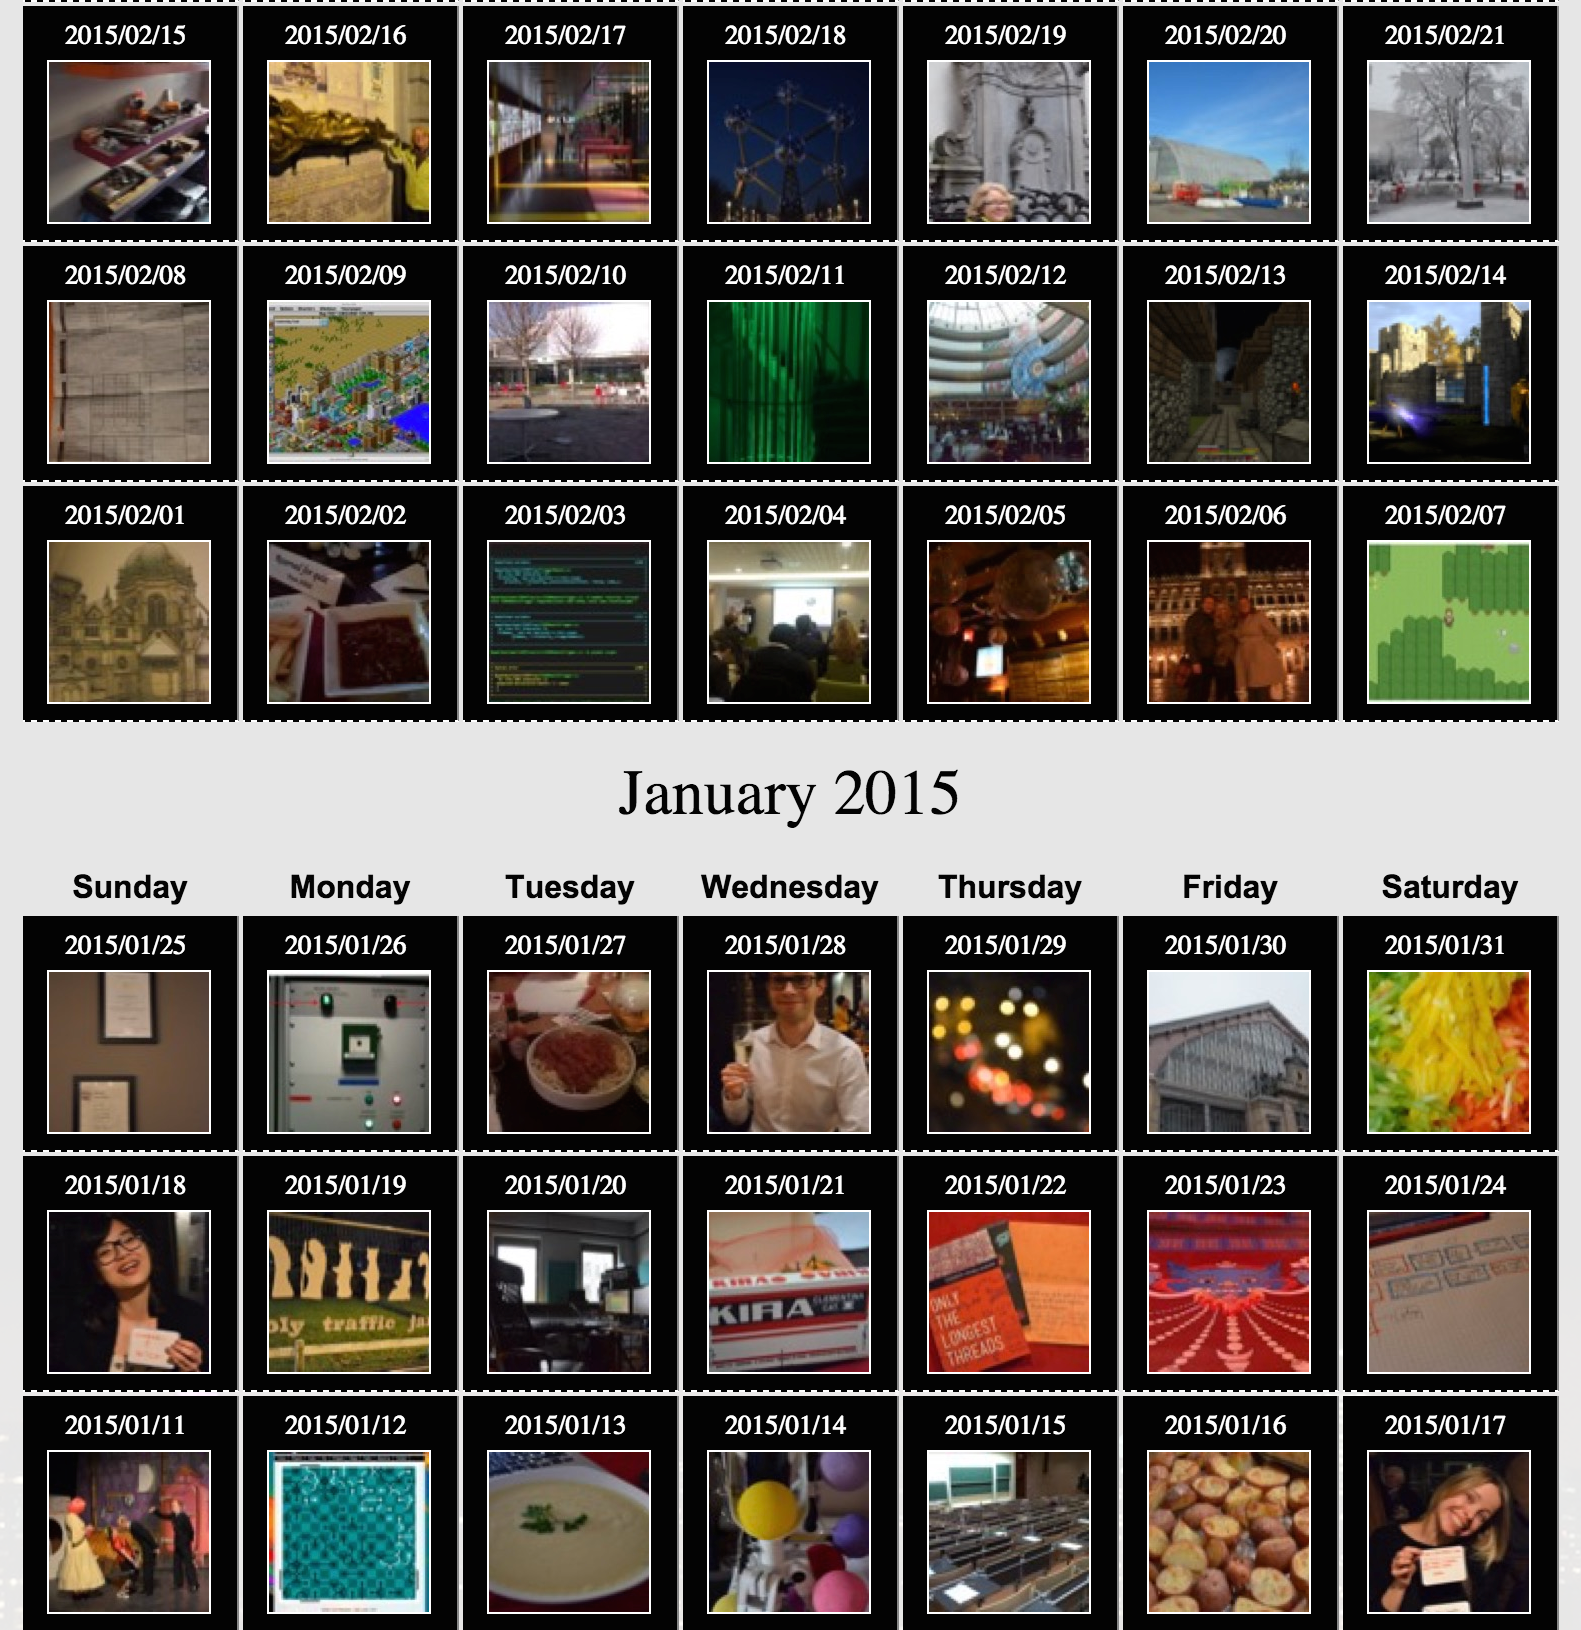 2015/02/15 2015/02/16 2015/02/17 2015/02/18 2015/02/19 2015/02/20 2015/02/21
2015/02/08 2015/02/09 2015/02/10 2015/02/11 2015/02/12 2015/02/13 2015/02/14
2015/02/01 2015/02/02 2015/02/03 2015/02/04 2015/02/05 2015/02/06 2015/02/07
Reserved for quiz
January 2015
Sunday Monday Tuesday Wednesday Thursday Friday Saturday
2015/01/25 2015/01/26 2015/01/27 2015/01/28 2015/01/29 2015/01/30 2015/01/31
2015/01/18 2015/01/19 2015/01/20 2015/01/21 2015/01/22 2015/01/23 2015/01/24
traffic
KIRA
CLEMENTINA
ONLY
THE
LONGEST
THREADS
2015/01/11 2015/01/12 2015/01/13 2015/01/14 2015/01/15 2015/01/16 2015/01/17